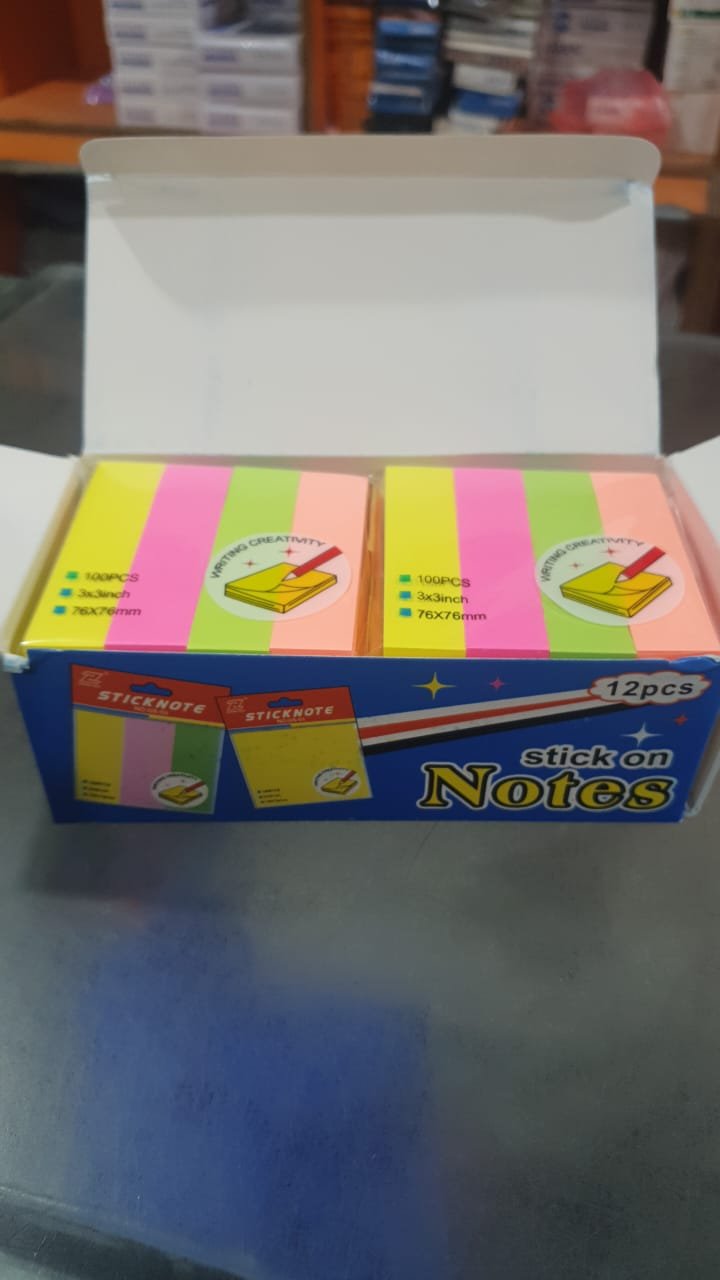 WRITING CREATIVITY
100PCS
3x3inch
76X76mm
WRITING CREATIVITY
100PCS
3x3inch
76X76mm
STICKNOTE
STICKNOTE
12pcs
stick on
Notes